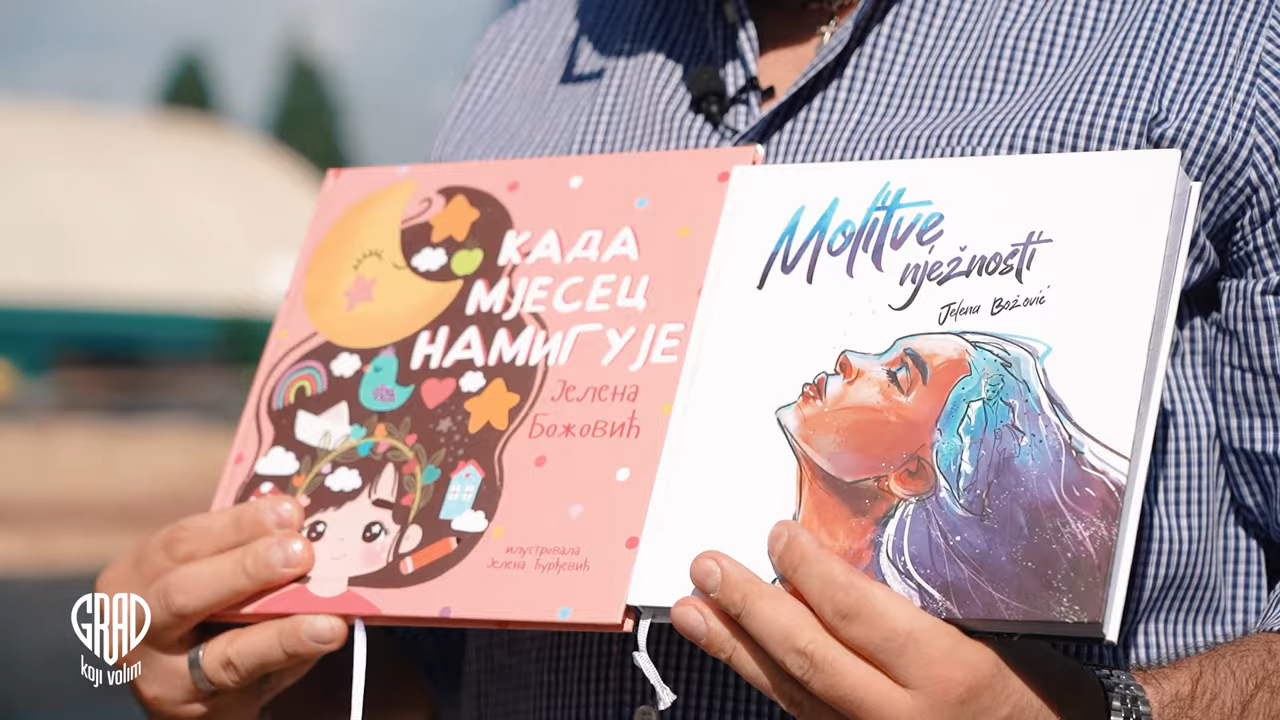 КАДА
МЈЕСЕЦ
НАМИГУЈЕ
Јелена
Божовић
илустровала
Јелена Ђурђевић
Molitve
nježnosti
Jelena Božović
GRAD
koji volim